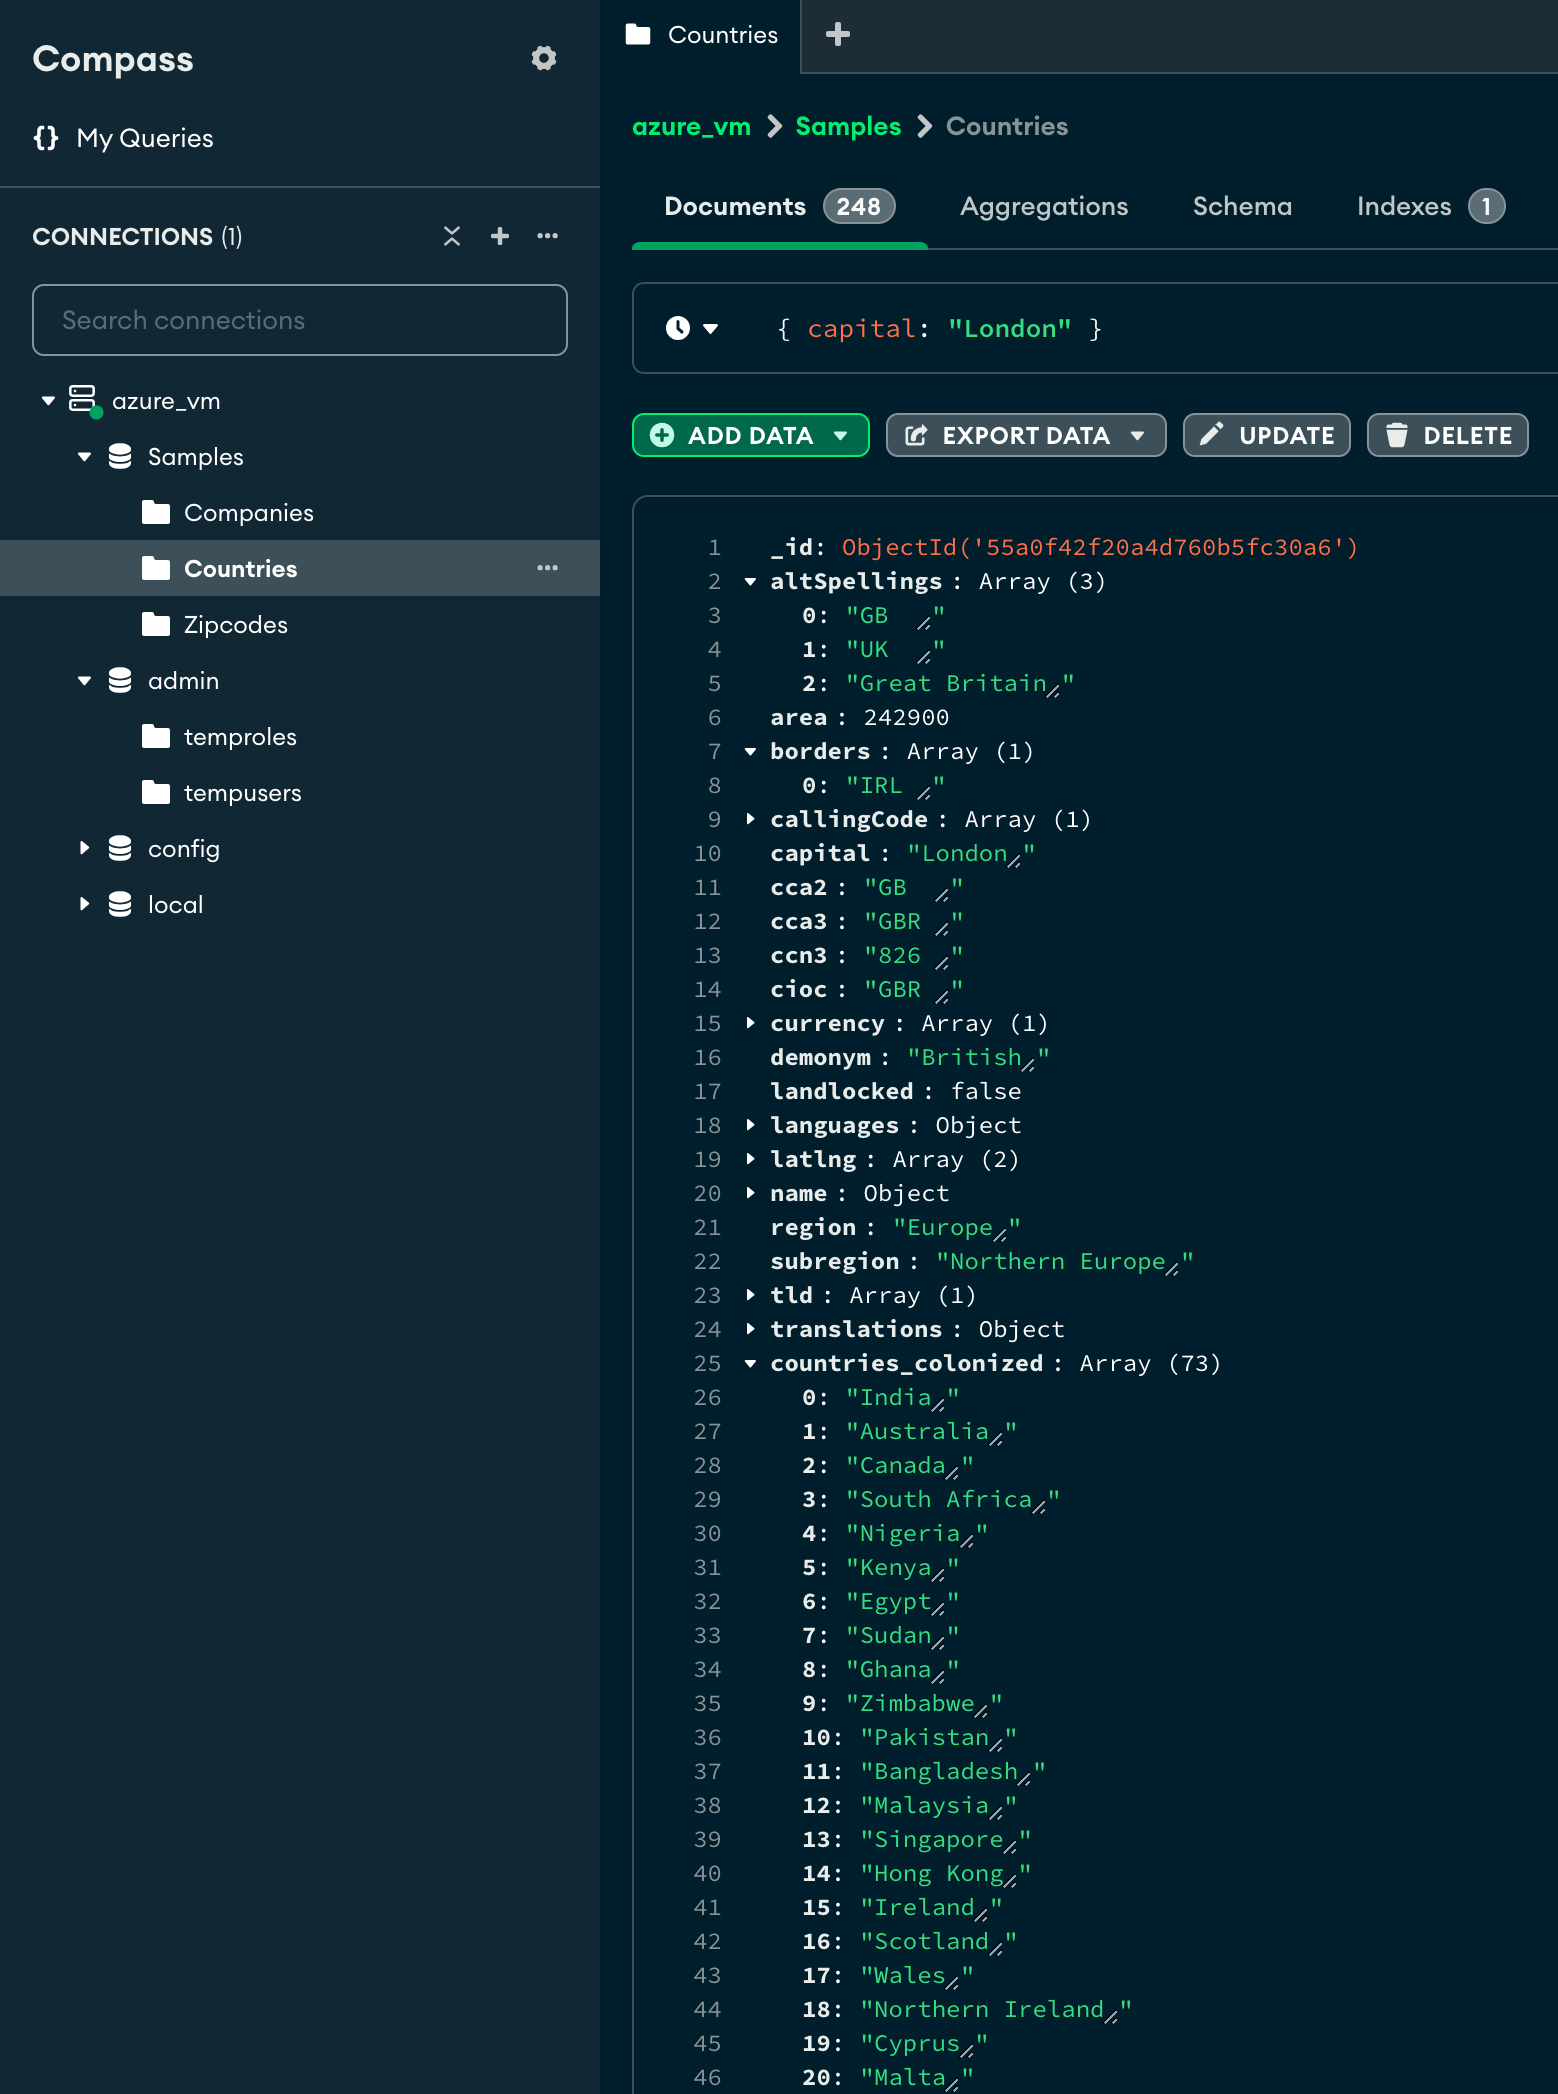 Compass
My Queries
CONNECTIONS (1)
Search connections
azure_vm
Samples
Companies
Countries
Zipcodes
admin
temproles
tempusers
config
local
Countries
azure_vm > Samples > Countries
Documents 248 Aggregations Schema Indexes 1
{ capital: "London" }
ADD DATA EXPORT DATA UPDATE DELETE
1 _id: ObjectId('55a0f42f20a4d760b5fc30a6')
2 altSpellings : Array (3)
3 0: "GB"
4 1: "UK"
5 2: "Great Britain"
6 area : 242900
7 borders : Array (1)
8 0: "IRL"
9 callingCode : Array (1)
10 capital : "London"
11 cca2 : "GB"
12 cca3 : "GBR"
13 ccn3 : "826"
14 cioc : "GBR"
15 currency : Array (1)
16 demonym : "British"
17 landlocked : false
18 languages : Object
19 latlng : Array (2)
20 name : Object
21 region : "Europe"
22 subregion : "Northern Europe"
23 tld : Array (1)
24 translations : Object
25 countries_colonized : Array (73)
26 0: "India"
27 1: "Australia"
28 2: "Canada"
29 3: "South Africa"
30 4: "Nigeria"
31 5: "Kenya"
32 6: "Egypt"
33 7: "Sudan"
34 8: "Ghana"
35 9: "Zimbabwe"
36 10: "Pakistan"
37 11: "Bangladesh"
38 12: "Malaysia"
39 13: "Singapore"
40 14: "Hong Kong"
41 15: "Ireland"
42 16: "Scotland"
43 17: "Wales"
44 18: "Northern Ireland"
45 19: "Cyprus"
46 20: "Malta"